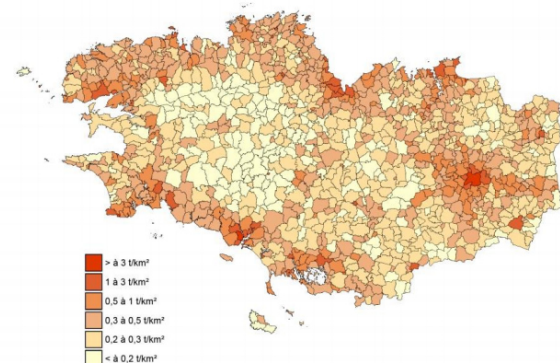 > à 3 t/km²
1 à 3 t/km²
0,5 à 1 t/km²
0,3 à 0,5 t/km²
0,2 à 0,3 t/km²
< à 0,2 t/km²